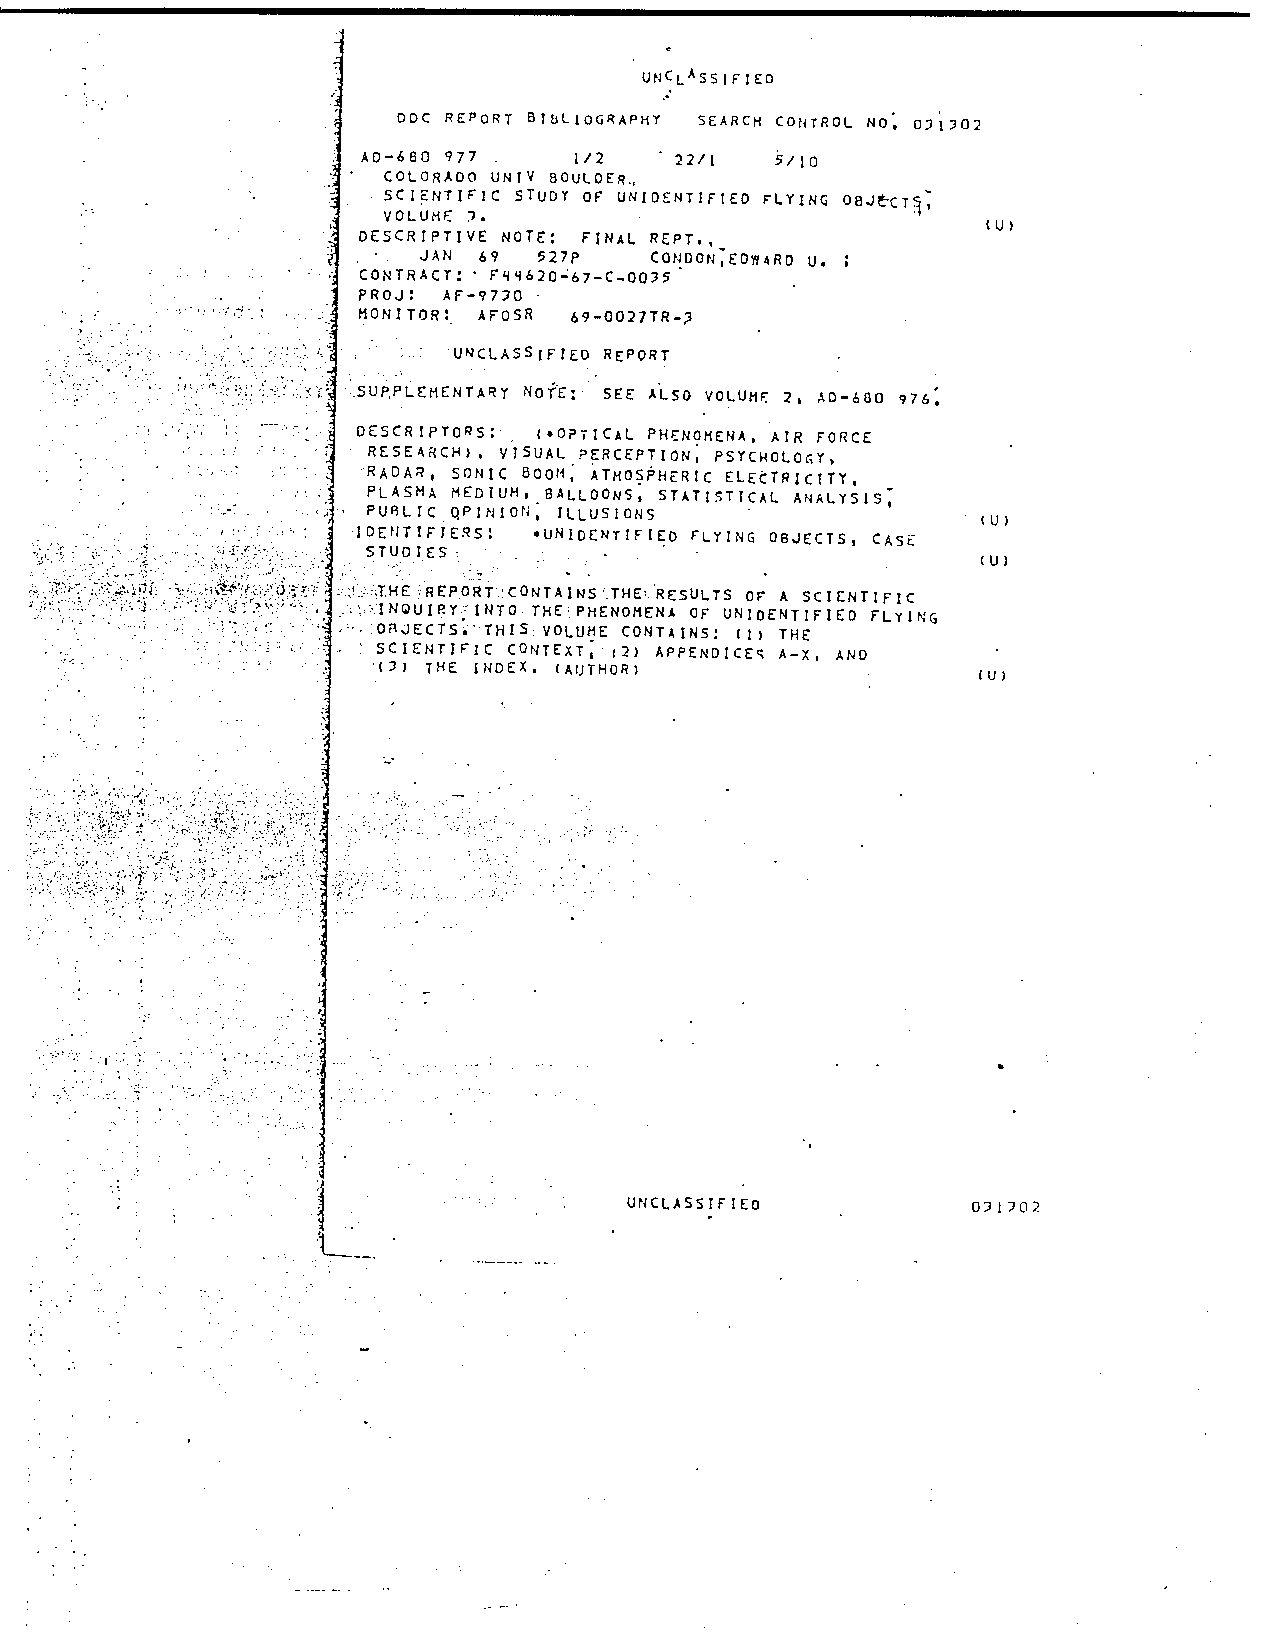 UNCLASSIFIED
DDC REPORT BIBLIOGRAPHY SEARCH CONTROL NO. 031302
AD-680 977 1/2 22/1 5/10
COLORADO UNIV BOULDER.,
SCIENTIFIC STUDY OF UNIDENTIFIED FLYING OBJECTS,
VOLUME 3. (U)
DESCRIPTIVE NOTE: FINAL REPT.,
JAN 69 527P CONDON,EDWARD U. ;
CONTRACT: F44620-67-C-0035
PROJ: AF-9730
MONITOR: AFOSR 69-0027TR-3
UNCLASSIFIED REPORT
SUPPLEMENTARY NOTE: SEE ALSO VOLUME 2, AD-680 976.
DESCRIPTORS: (*OPTICAL PHENOMENA, AIR FORCE
RESEARCH), VISUAL PERCEPTION, PSYCHOLOGY,
RADAR, SONIC BOOM, ATMOSPHERIC ELECTRICITY,
PLASMA MEDIUM, BALLOONS, STATISTICAL ANALYSIS,
PUBLIC OPINION, ILLUSIONS (U)
IDENTIFIERS: *UNIDENTIFIED FLYING OBJECTS, CASE
STUDIES (U)
THE REPORT CONTAINS THE RESULTS OF A SCIENTIFIC
INQUIRY INTO THE PHENOMENA OF UNIDENTIFIED FLYING
OBJECTS. THIS VOLUME CONTAINS: (1) THE
SCIENTIFIC CONTEXT, (2) APPENDICES A-X, AND
(3) THE INDEX. (AUTHOR) (U)
UNCLASSIFIED 031302